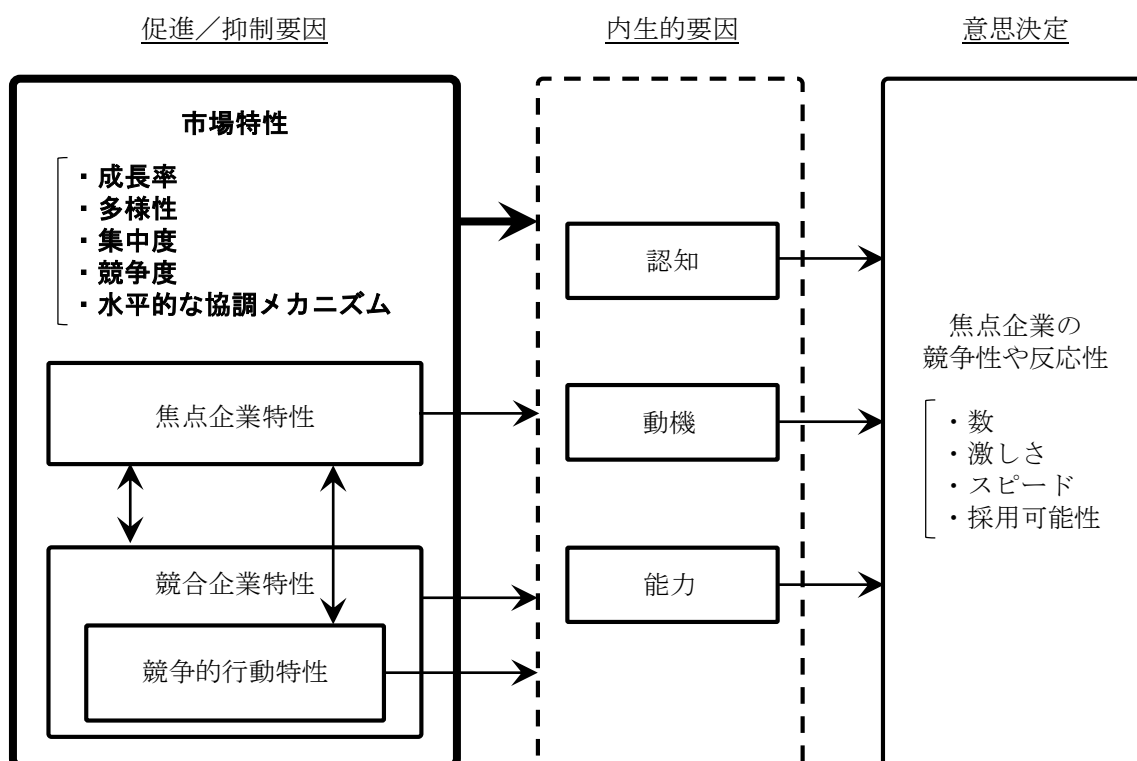 促進／抑制要因
内生的要因
意思決定
市場特性
・成長率
・多様性
・集中度
・競争度
・水平的な協調メカニズム
焦点企業特性
競合企業特性
競争的行動特性
認知
動機
能力
焦点企業の
競争性や反応性
・数
・激しさ
・スピード
・採用可能性